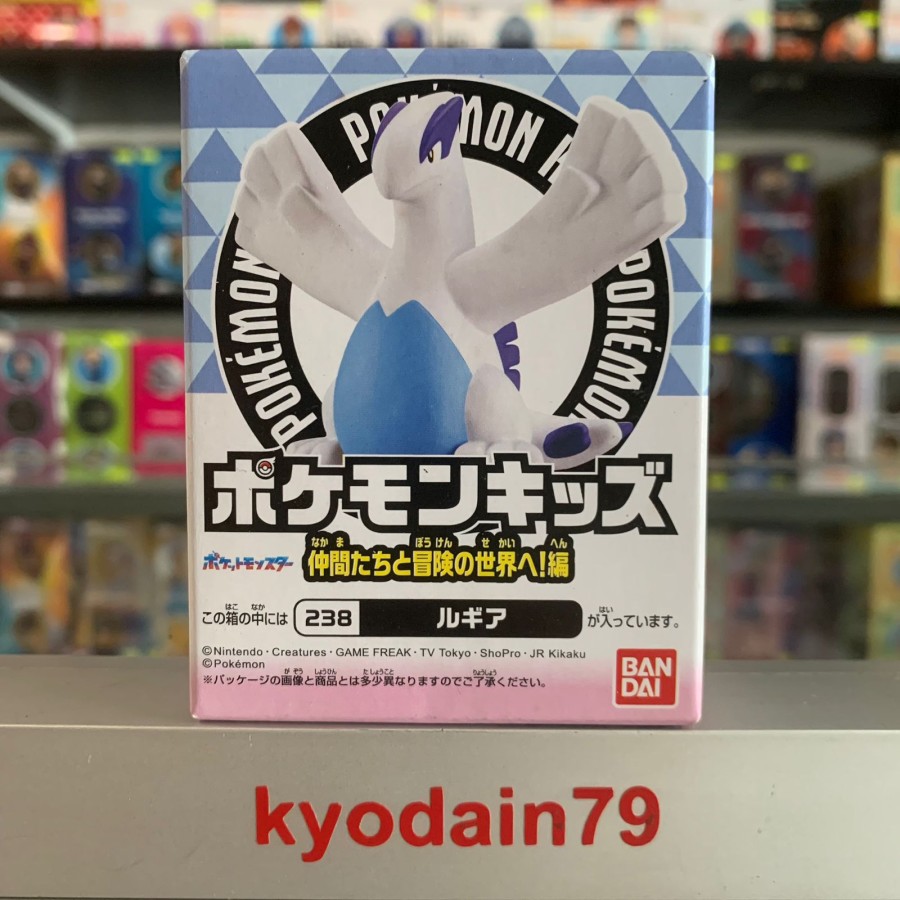 POKÉMON A
POKÉMON
POKÉMON
ポケモンキッズ
なかま ぼうけん せかい へん
ポケットモンスター 仲間たちと冒険の世界へ!編
はこ なか はい
この箱の中には 238 ルギア が入っています。
©Nintendo・Creatures・GAME FREAK・TV Tokyo・ShoPro・JR Kikaku
©Pokémon
がぞう しょうひん たしょうこと りょうしょう
※パッケージの画像と商品とは多少異なりますのでご了承ください。
BAN
DAI
kyodain79